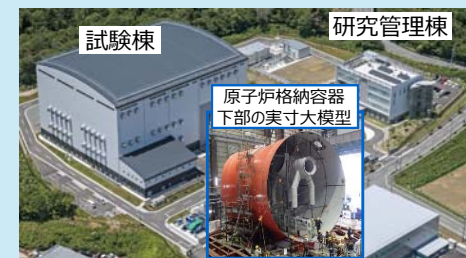 試験棟
研究管理棟
原子炉格納容器
下部の実寸大模型